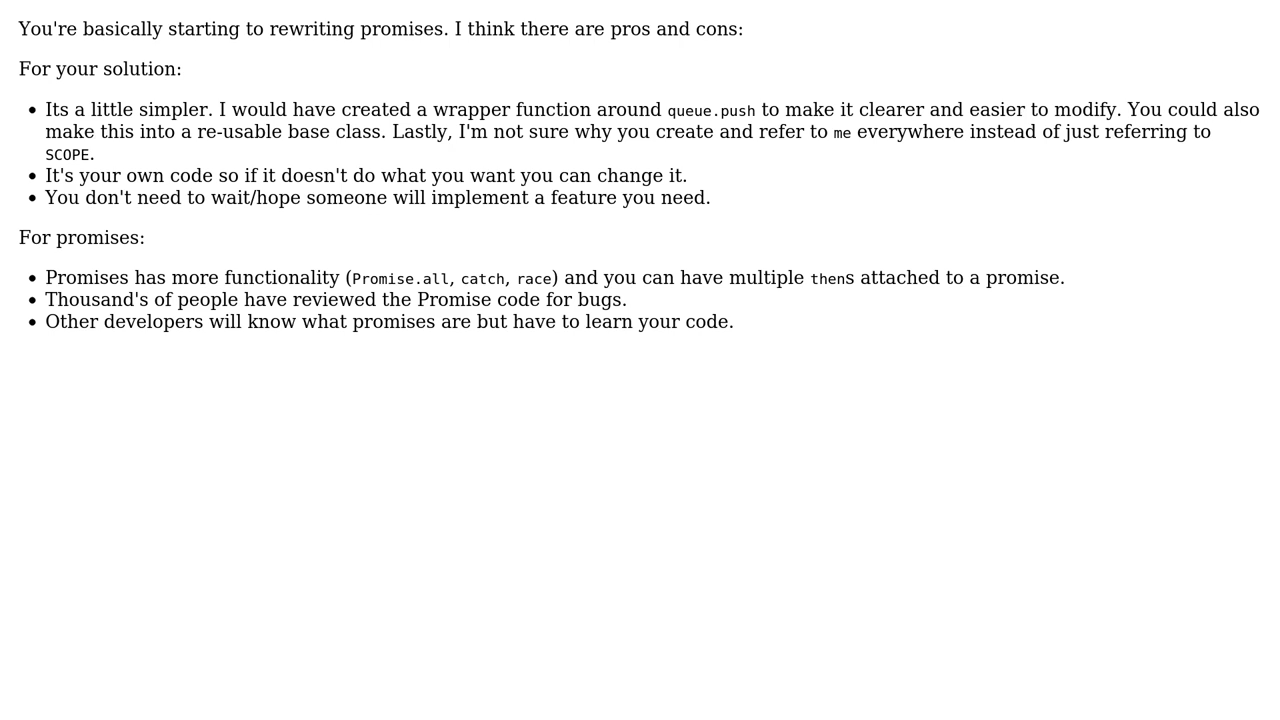 You're basically starting to rewriting promises. I think there are pros and cons:
For your solution:
• Its a little simpler. I would have created a wrapper function around queue.push to make it clearer and easier to modify. You could also
make this into a re-usable base class. Lastly, I'm not sure why you create and refer to me everywhere instead of just referring to
SCOPE.
• It's your own code so if it doesn't do what you want you can change it.
• You don't need to wait/hope someone will implement a feature you need.
For promises:
• Promises has more functionality (Promise.all, catch, race) and you can have multiple thens attached to a promise.
• Thousand's of people have reviewed the Promise code for bugs.
• Other developers will know what promises are but have to learn your code.